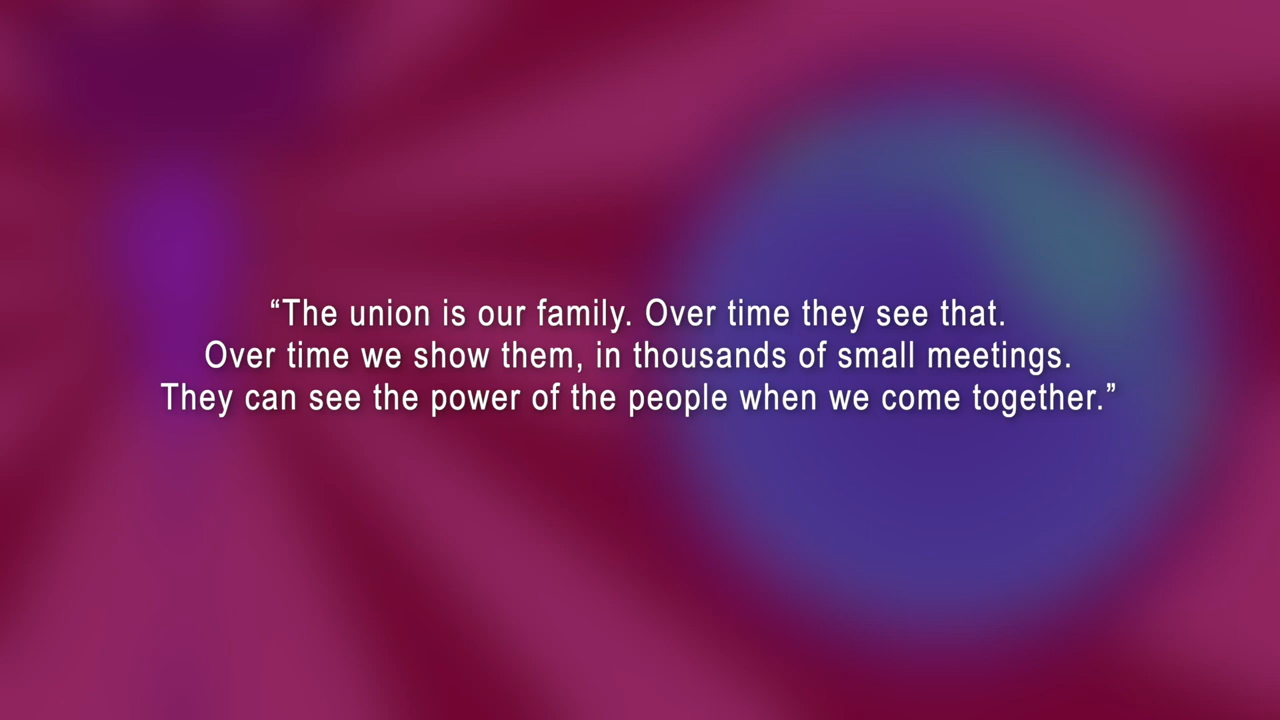 “The union is our family. Over time they see that.
Over time we show them, in thousands of small meetings.
They can see the power of the people when we come together.”